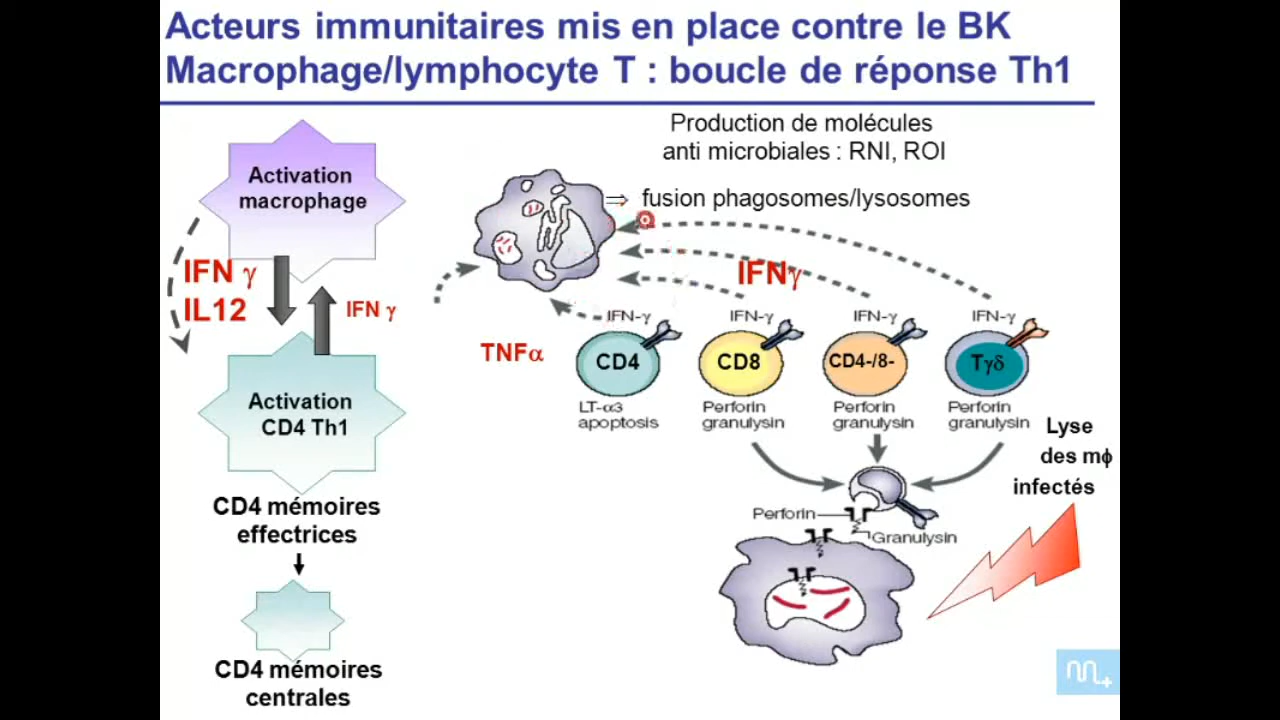 Acteurs immunitaires mis en place contre le BK
Macrophage/lymphocyte T : boucle de réponse Th1
Activation
macrophage
IFN γ
IL12
IFN γ
Activation
CD4 Th1
CD4 mémoires
effectrices
CD4 mémoires
centrales
Production de molécules
anti microbiales : RNI, ROI
⇒ fusion phagosomes/lysosomes
IFNγ
TNFα
IFN-γ
IFN-γ
IFN-γ
IFN-γ
CD4
CD8
CD4-/8-
Tγδ
LT-α3
apoptosis
Perforin
granulysin
Perforin
granulysin
Perforin
granulysin
Lyse
des mϕ
infectés
Perforin
Granulysin